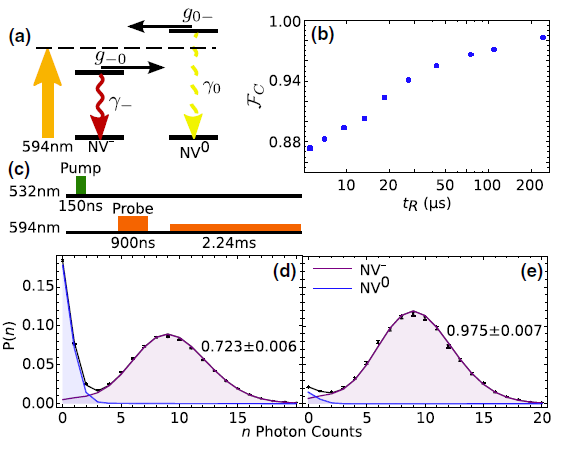 (a)
g0−
g−0
γ−
γ0
594nm
NV-
NV0
(b)
1.00
0.94
0.88
FC
10
20
50
100
200
tR (μs)
(c)
Pump
532nm
150ns
Probe
594nm
900ns
2.24ms
(d)
0.15
0.10
0.05
0.00
P(n)
0.723±0.006
0
5
10
15
(e)
NV-
NV0
0.975±0.007
0
5
10
15
20
n Photon Counts